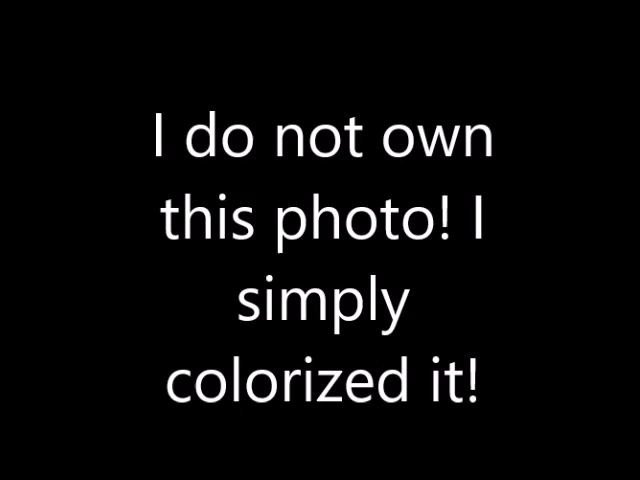 I do not own
this photo! I
simply
colorized it!